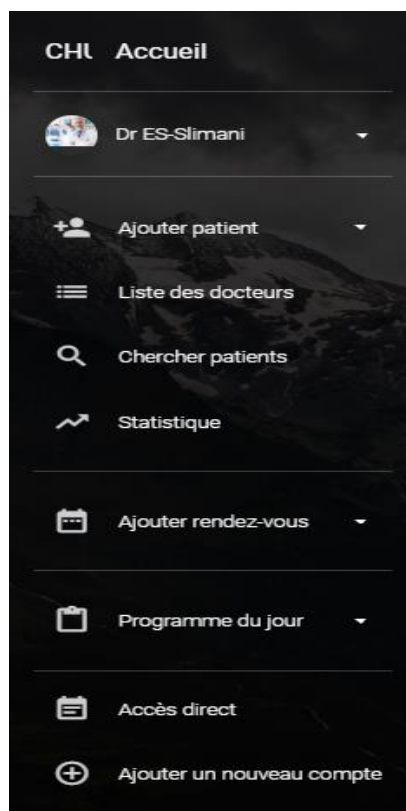 CHU Accueil
Dr ES-Slimani
Ajouter patient
Liste des docteurs
Chercher patients
Statistique
Ajouter rendez-vous
Programme du jour
Accès direct
Ajouter un nouveau compte